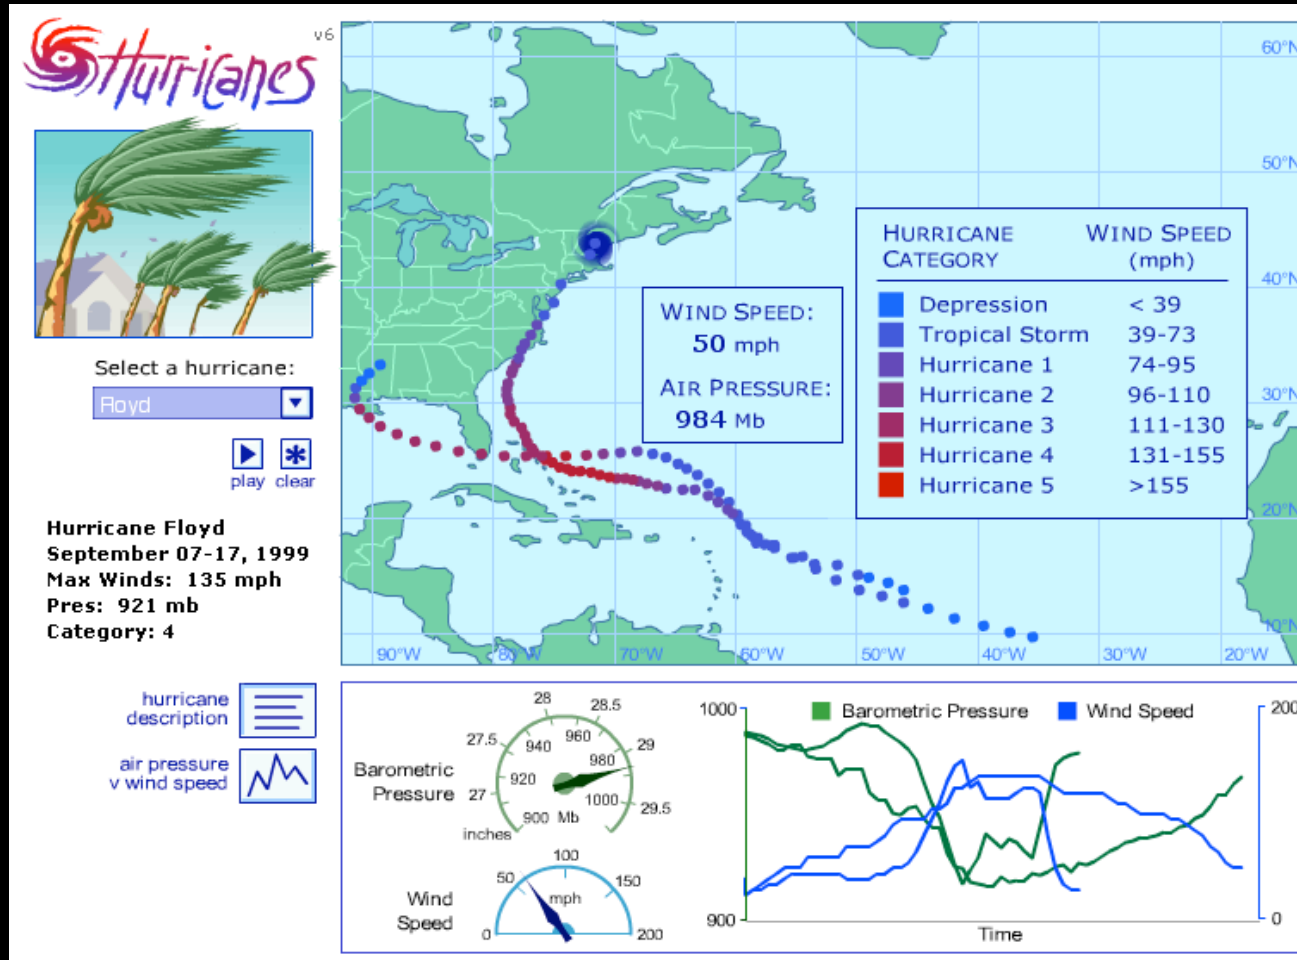 Hurricanes
v6
Select a hurricane:
Floyd
play clear
Hurricane Floyd
September 07-17, 1999
Max Winds: 135 mph
Pres: 921 mb
Category: 4
hurricane
description
air pressure
v wind speed
60°N
50°N
40°N
30°N
20°N
10°N
90°W 80°W 70°W 60°W 50°W 40°W 30°W 20°W
WIND SPEED:
50 mph
AIR PRESSURE:
984 Mb
HURRICANE CATEGORY WIND SPEED (mph)
Depression < 39
Tropical Storm 39-73
Hurricane 1 74-95
Hurricane 2 96-110
Hurricane 3 111-130
Hurricane 4 131-155
Hurricane 5 >155
Barometric
Pressure
27 27.5 28 28.5 29 29.5
inches
900 920 940 960 980 1000
Mb
Wind
Speed
0 50 100 150 200
mph
Barometric Pressure Wind Speed
1000
900
200
0
Time